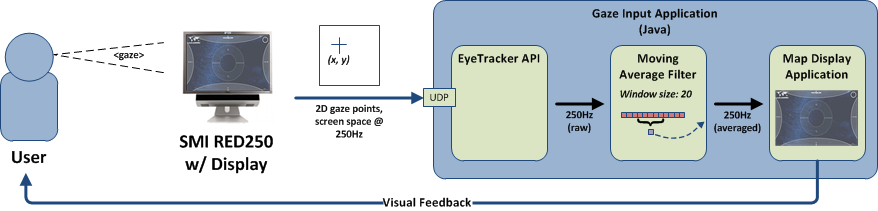 <gaze>
User
SMI RED250
w/ Display
(x, y)
2D gaze points,
screen space @
250Hz
UDP
Gaze Input Application
(Java)
EyeTracker API
250Hz
(raw)
Moving
Average Filter
Window size: 20
250Hz
(averaged)
Map Display
Application
Visual Feedback